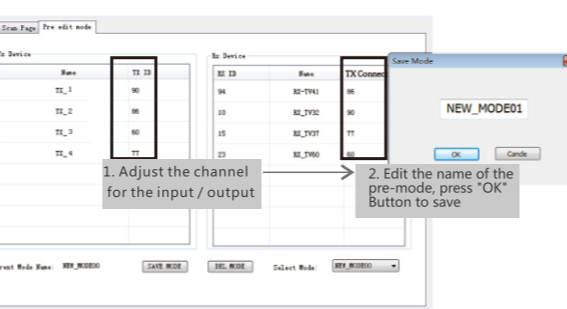 Scan Page Pre edit mode
Tx Device
Rx Device
Save Mode
Name TX ID
RX ID Name TX Connec
TX_1 90
94 RX-TV41 86
TX_2 86
10 RX_TV32 90
TX_3 60
15 RX_TV37 77
TX_4 77
23 RX_TV60 60
NEW_MODE01
OK Cancle
1. Adjust the channel
for the input / output
2. Edit the name of the
pre-mode, press "OK"
Button to save
rrent Mode Name: NEW_MODE00 SAVE MODE DEL MODE Select Mode: NEW_MODE00